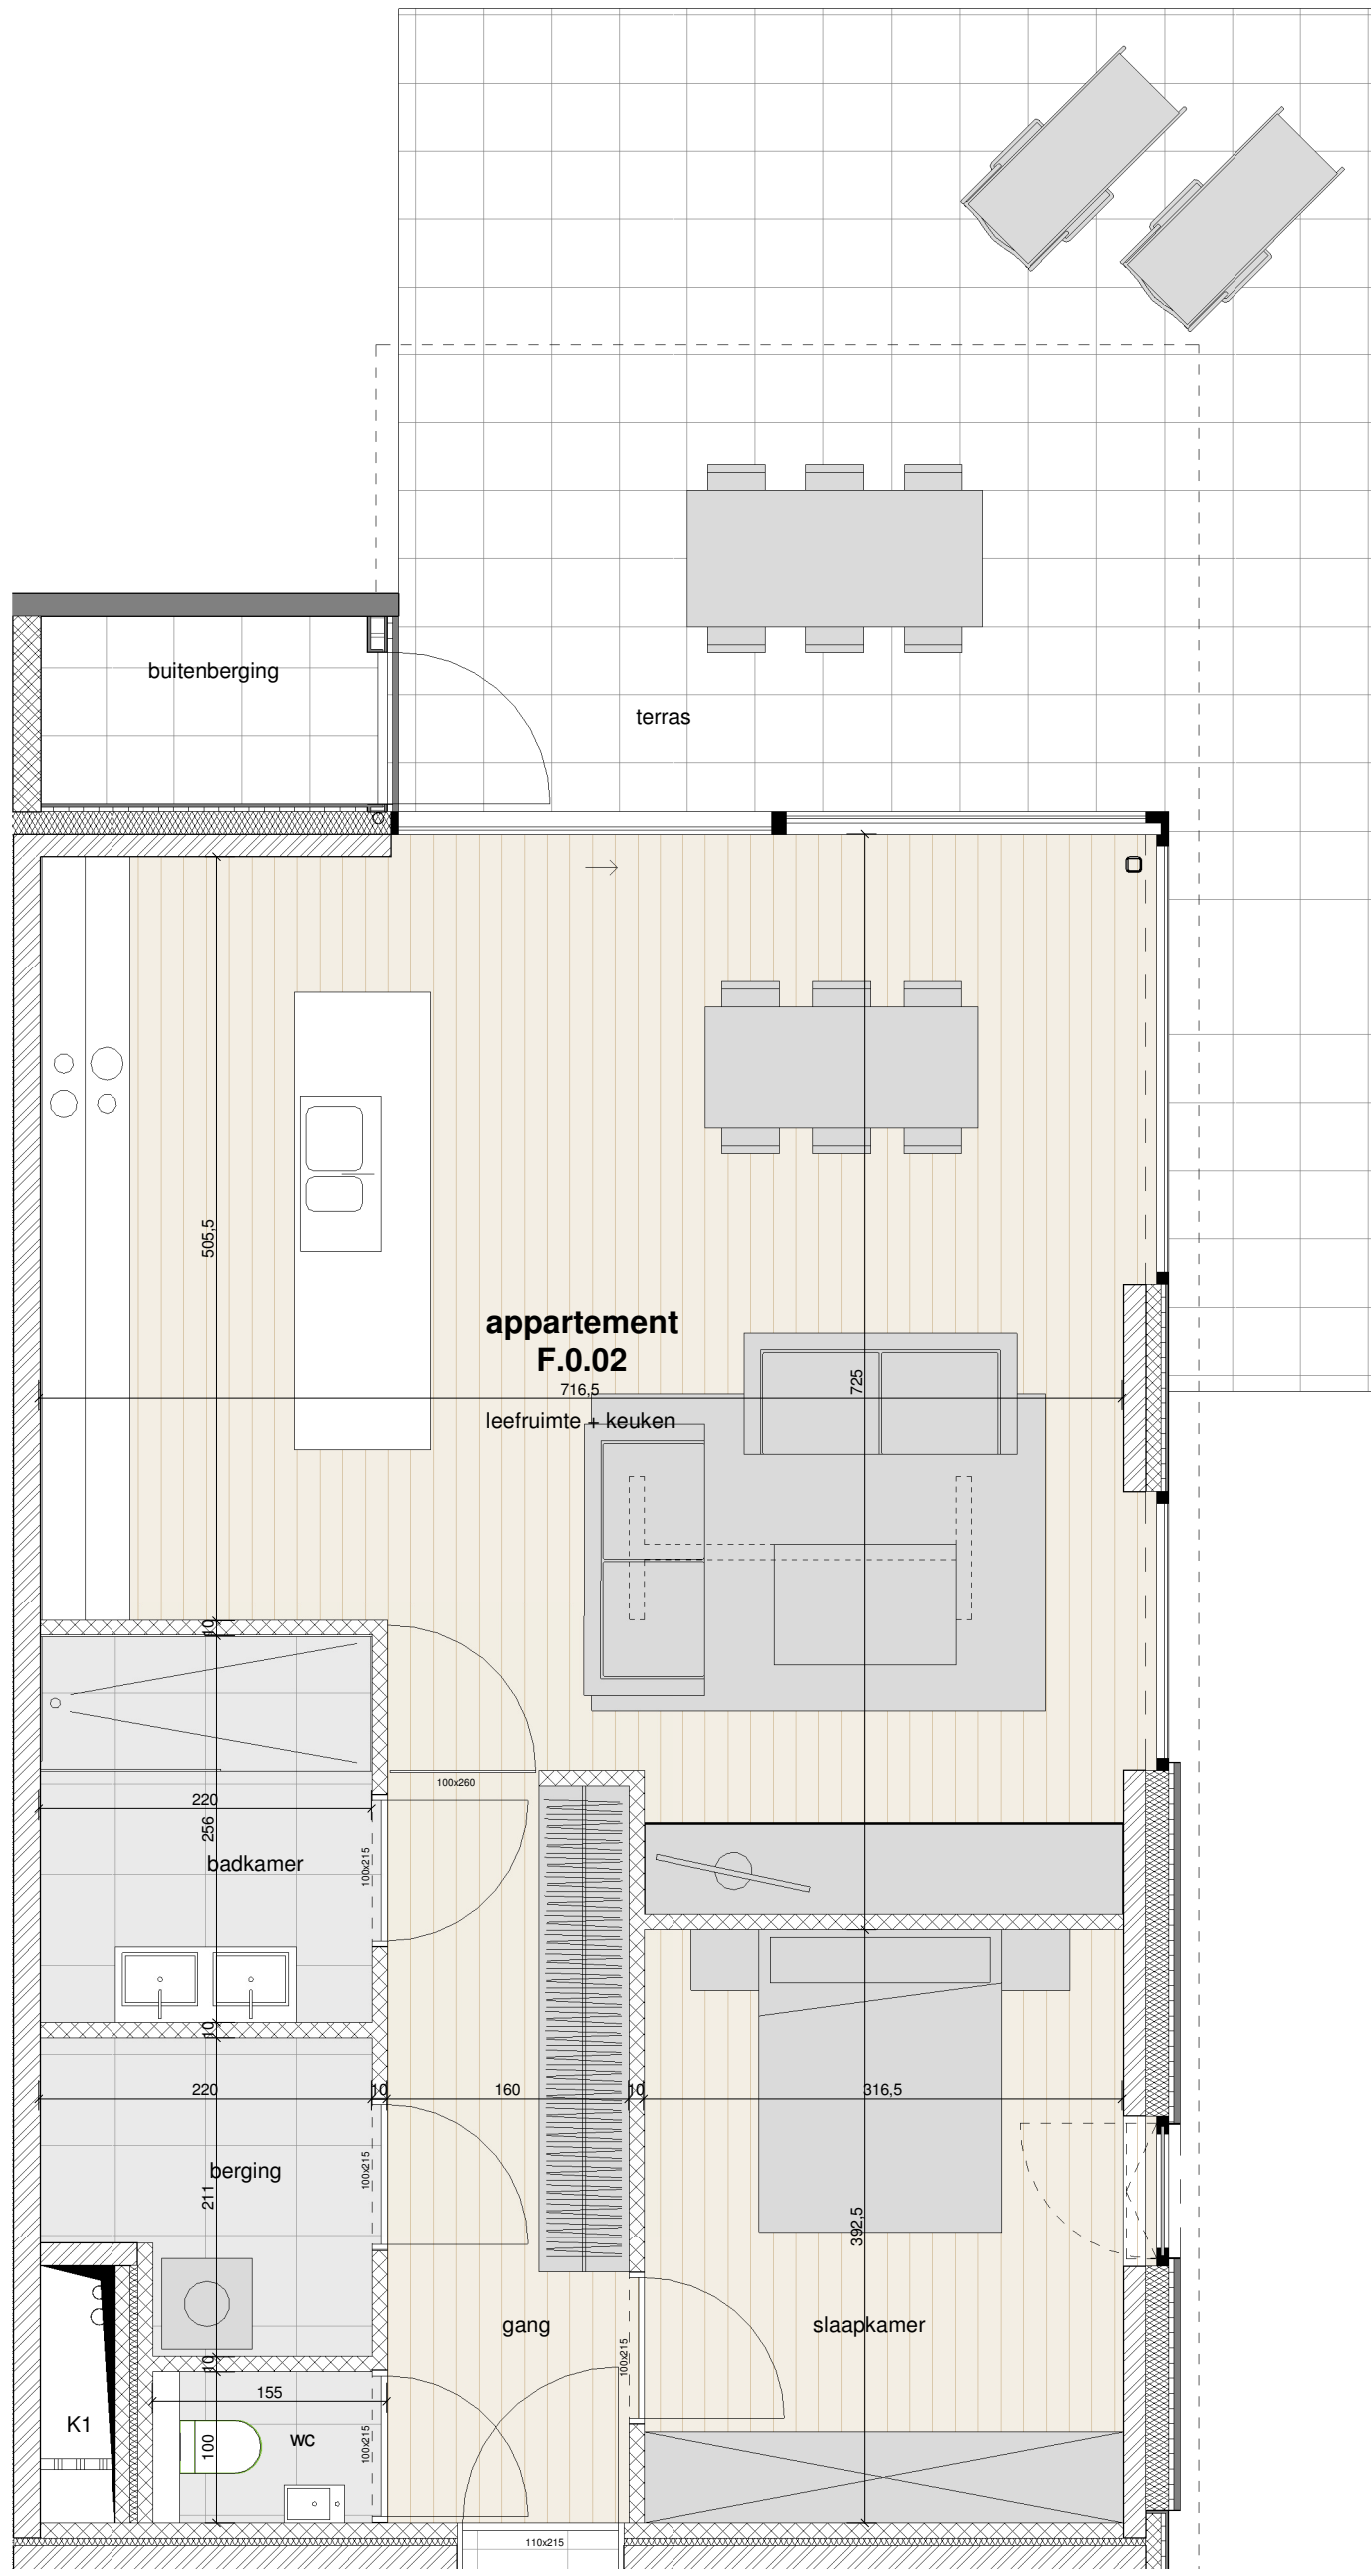 buitenberging
terras
505,5
appartement
F.0.02
716,5
725
leefruimte + keuken
10
100x260
220
256
badkamer
100x215
10
220
10
160
10
316,5
berging
100x215
211
392,5
gang
slaapkamer
100x215
10
155
K1
100
wc
100x215
110x215